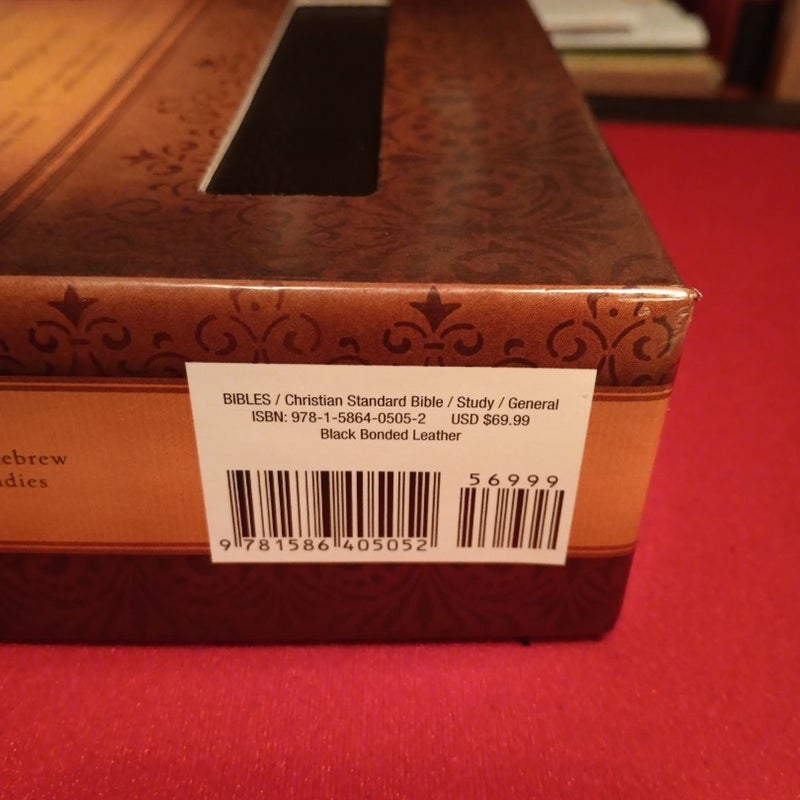 BIBLES / Christian Standard Bible / Study / General
ISBN: 978-1-5864-0505-2 USD $69.99
Black Bonded Leather
56999
9 781586 405052
ebrew
dies